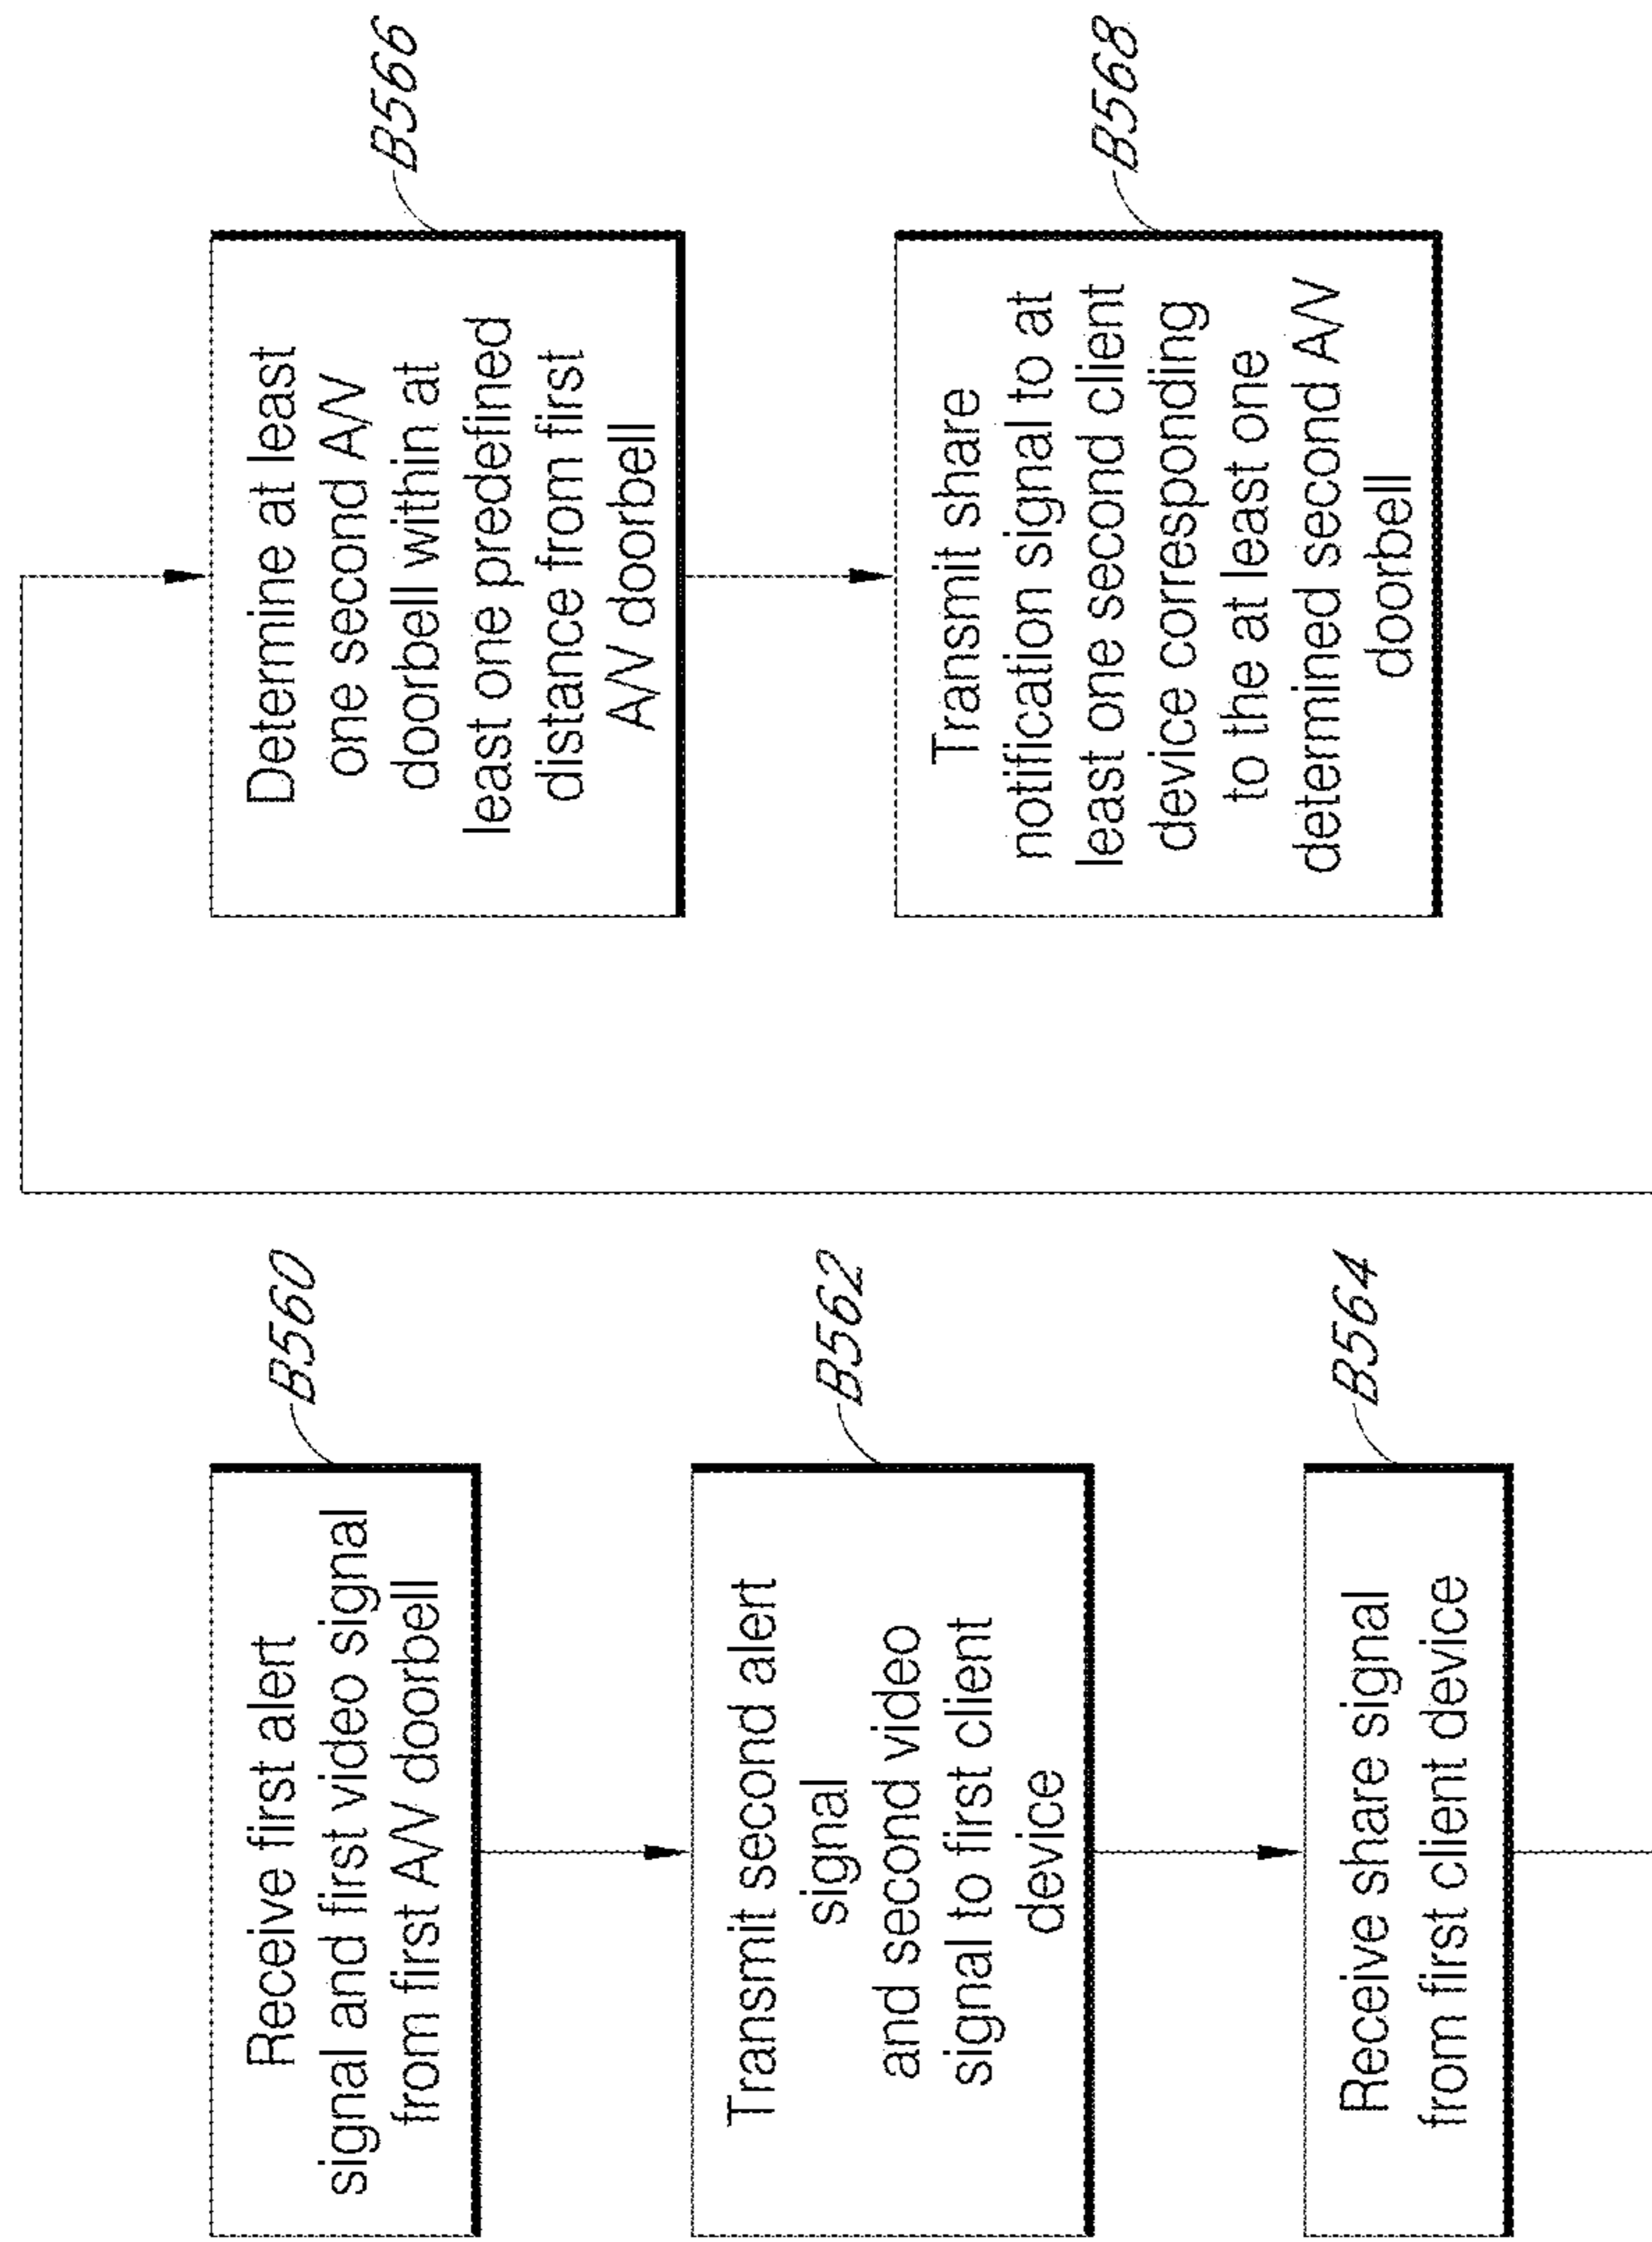 Receive first alert
signal and first video signal
from first A/V doorbell
B560
Transmit second alert
signal
and second video
signal to first client
device
B562
Receive share signal
from first client device
B564
Determine at least
one second A/V
doorbell within at
least one predefined
distance from first
A/V doorbell
B566
Transmit share
notification signal to at
least one second client
device corresponding
to the at least one
determined second A/V
doorbell
B568